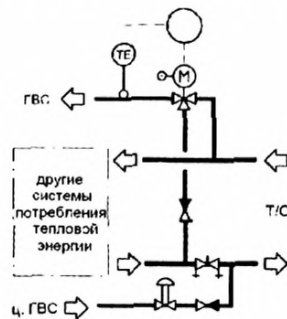 TE
M
ГВС
другие
системы
потребления
тепловой
энергии
Т/С
ц. ГВС